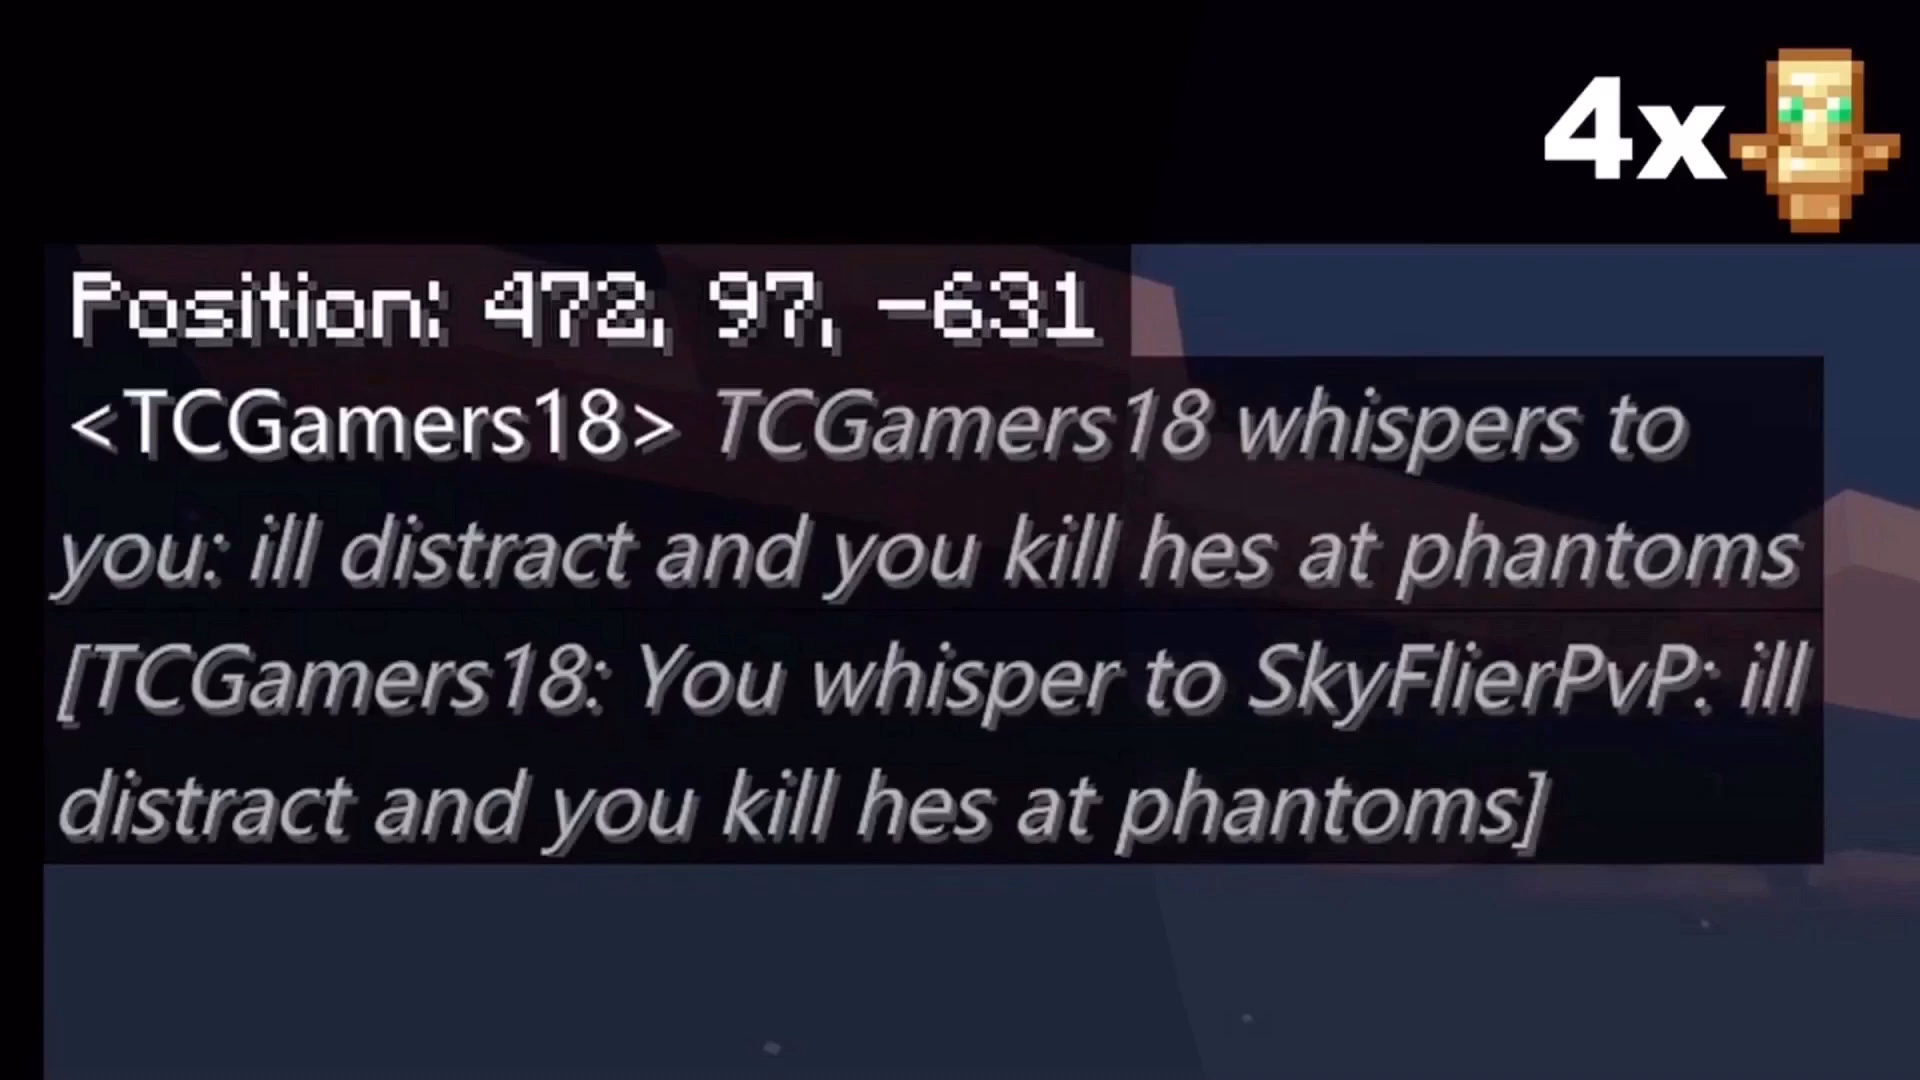 4x
Position: 472, 97, -631
<TCGamers18> TCGamers18 whispers to
you: ill distract and you kill hes at phantoms
[TCGamers18: You whisper to SkyFlierPvP: ill
distract and you kill hes at phantoms]